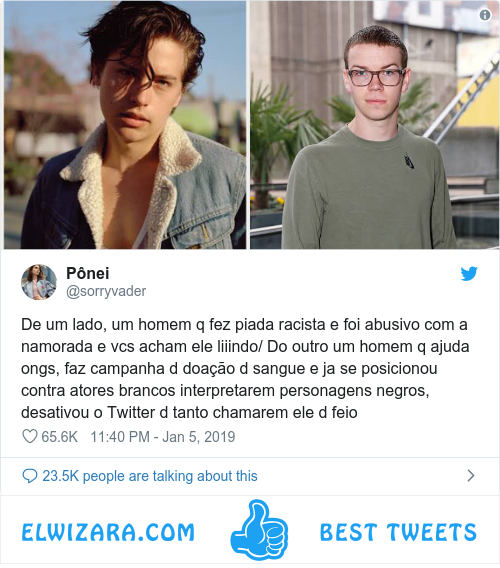 Pônei
@sorryvader
De um lado, um homem q fez piada racista e foi abusivo com a
namorada e vcs acham ele liiindo/ Do outro um homem q ajuda
ongs, faz campanha d doação d sangue e ja se posicionou
contra atores brancos interpretarem personagens negros,
desativou o Twitter d tanto chamarem ele d feio
65.6K 11:40 PM - Jan 5, 2019
23.5K people are talking about this
ELWIZARA.COM BEST TWEETS